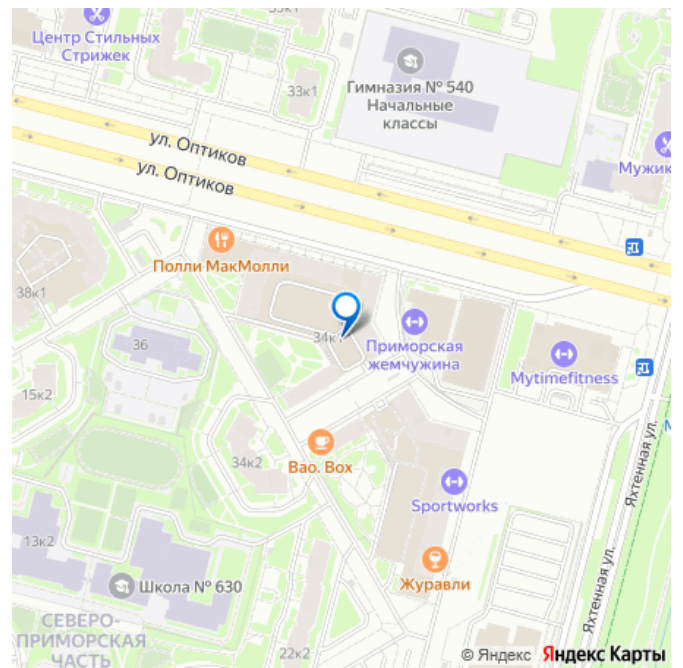 Центр Стильных
Стрижек
33к1
Гимназия № 540
Начальные
классы
ул. Оптиков
ул. Оптиков
Полли МакМолли
38к1
36
34к1
Приморская
жемчужина
Mytimefitness
15к2
34к2
Bao. Box
Sportworks
Яхтенная ул.
13к2
Школа № 630
Журавли
Яхтенная ул.
СЕВЕРО-
ПРИМОРСКАЯ
ЧАСТЬ
22к2
© Яндекс Яндекс Карты